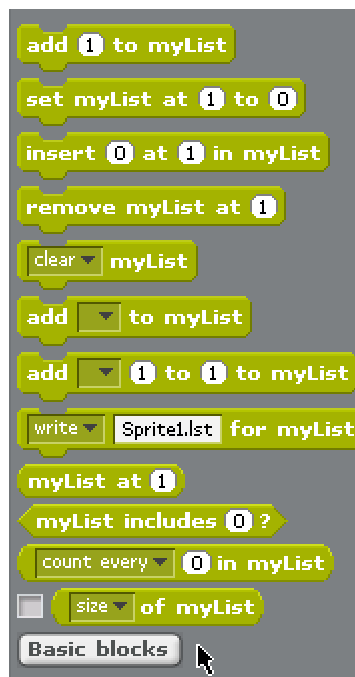 add 1 to myList
set myList at 1 to 0
insert 0 at 1 in myList
remove myList at 1
clear myList
add to myList
add 1 to 1 to myList
write Sprite1.lst for myList
myList at 1
myList includes 0 ?
count every 0 in myList
size of myList
Basic blocks